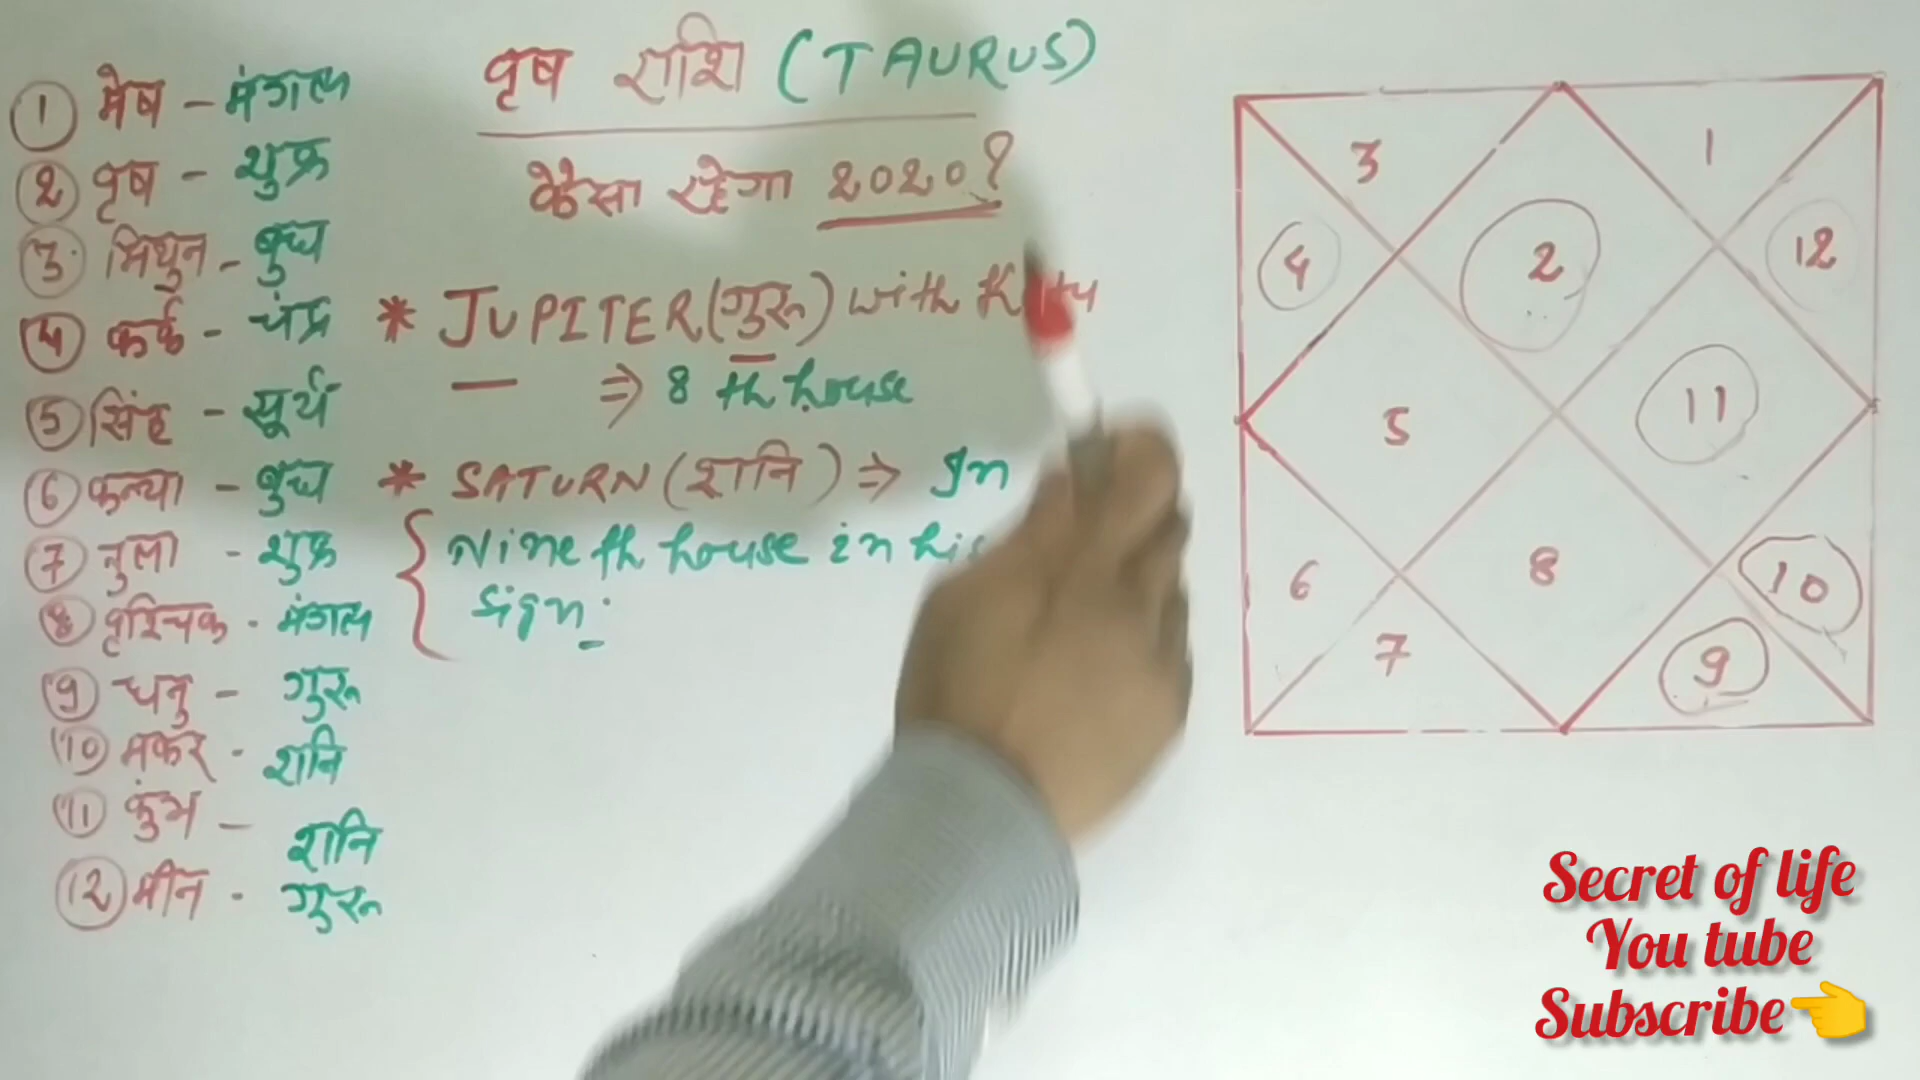 वृष राशि (TAURUS)
कैसा रहेगा 2020?
① मेष - मंगल
② वृष - शुक्र
③ मिथुन - बुध
④ कर्क - चंद्र
⑤ सिंह - सूर्य
⑥ कन्या - बुध
⑦ तुला - शुक्र
⑧ वृश्चिक - मंगल
⑨ धनु - गुरु
⑩ मकर - शनि
⑪ कुंभ - शनि
⑫ मीन - गुरु
* JUPITER (गुरु) with
⇒ 8 th house
* SATURN (शनि) ⇒ In
Nineth house in his
sign.
3
1
4
2
12
5
11
6
8
10
7
9
Secret of life
You tube
Subscribe👈